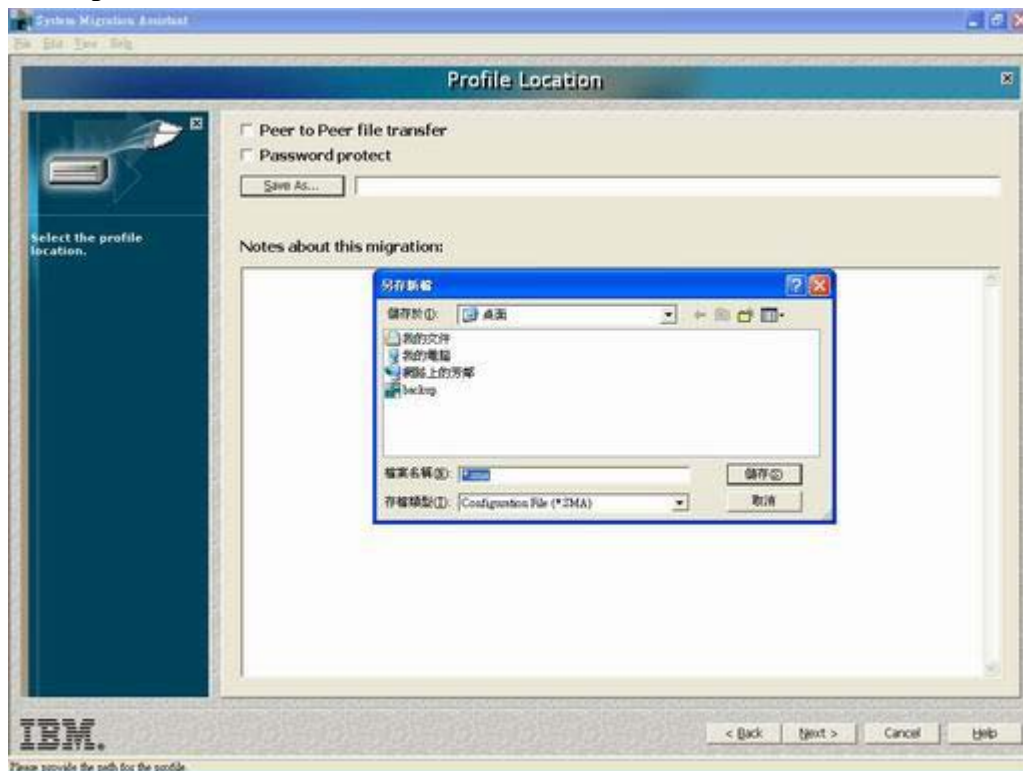 System Migration Assistant
File Edit View Help
Profile Location
Peer to Peer file transfer
Password protect
Save As...
Select the profile
location.
Notes about this migration:
另存新檔
儲存於(I): 桌面
我的文件
我的電腦
網路上的芳鄰
backup
檔案名稱(N):
儲存(S)
存檔類型(T): Configuration File (*.SMA)
取消
IBM.
< Back Next > Cancel Help
Please provide the path for the profile.